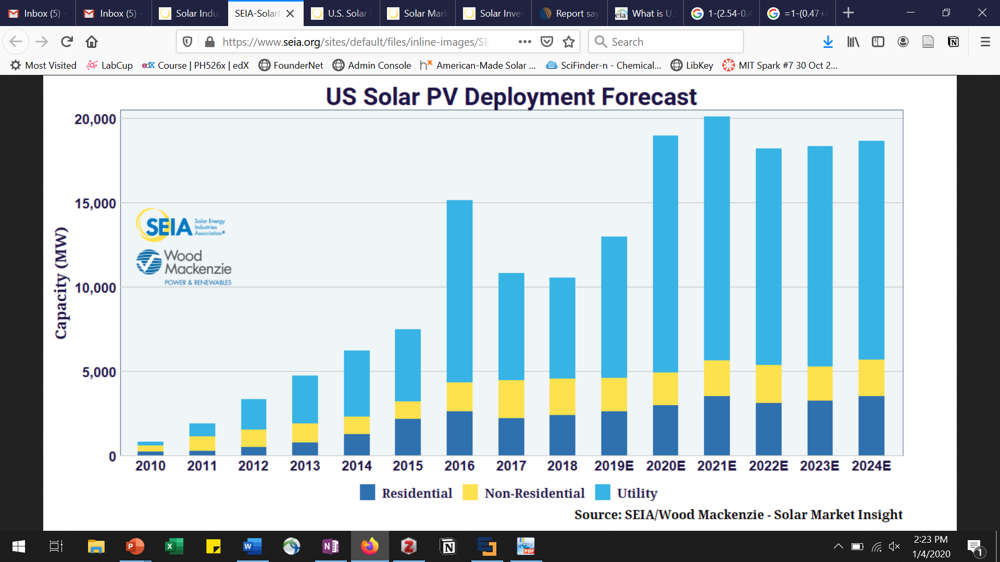 Inbox (5) -
Inbox (5) -
Solar Indu
SEIA-Solar
U.S. Solar
Solar Mark
Solar Inves
Report say
eia What is U.S
1-(2.54-0.4
=1-(0.47+
https://www.seia.org/sites/default/files/inline-images/SE
Search
Most Visited
LabCup
edX Course | PH526x | edX
FounderNet
Admin Console
hx American-Made Solar ...
SciFinder-n - Chemical...
LibKey
MIT Spark #7 30 Oct 2...
US Solar PV Deployment Forecast
20,000
15,000
10,000
5,000
0
Capacity (MW)
SEIA Solar Energy
Industries
Association®
Wood
Mackenzie
POWER & RENEWABLES
2010 2011 2012 2013 2014 2015 2016 2017 2018 2019E 2020E 2021E 2022E 2023E 2024E
Residential Non-Residential Utility
Source: SEIA/Wood Mackenzie - Solar Market Insight
2:23 PM
1/4/2020
1